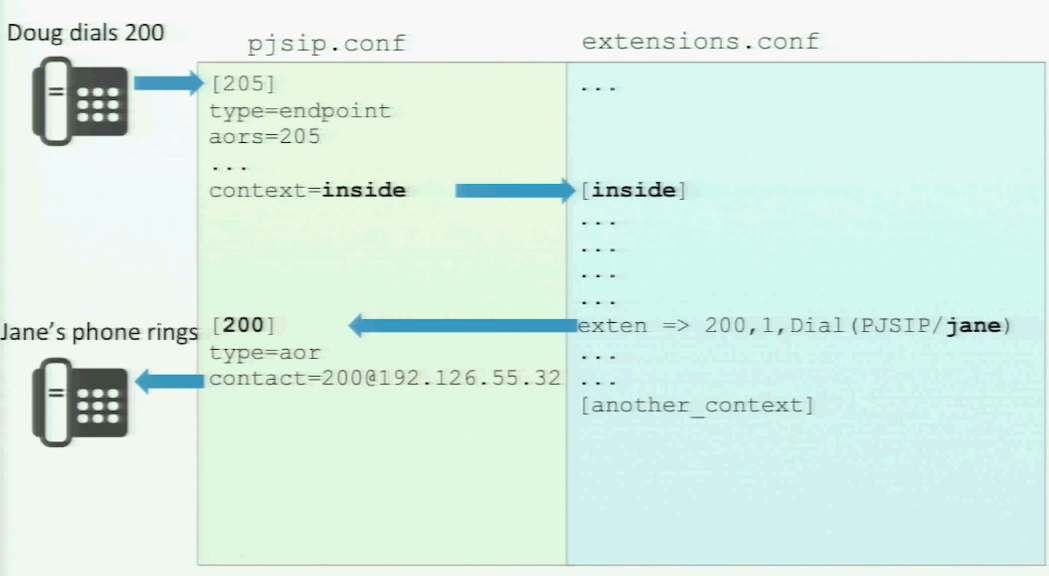 Doug dials 200
pjsip.conf
extensions.conf
[205]
type=endpoint
aors=205
...
context=inside
[200]
type=aor
contact=200@192.126.55.32
...
[inside]
...
...
...
...
exten => 200,1,Dial(PJSIP/jane)
...
...
[another_context]
Jane's phone rings